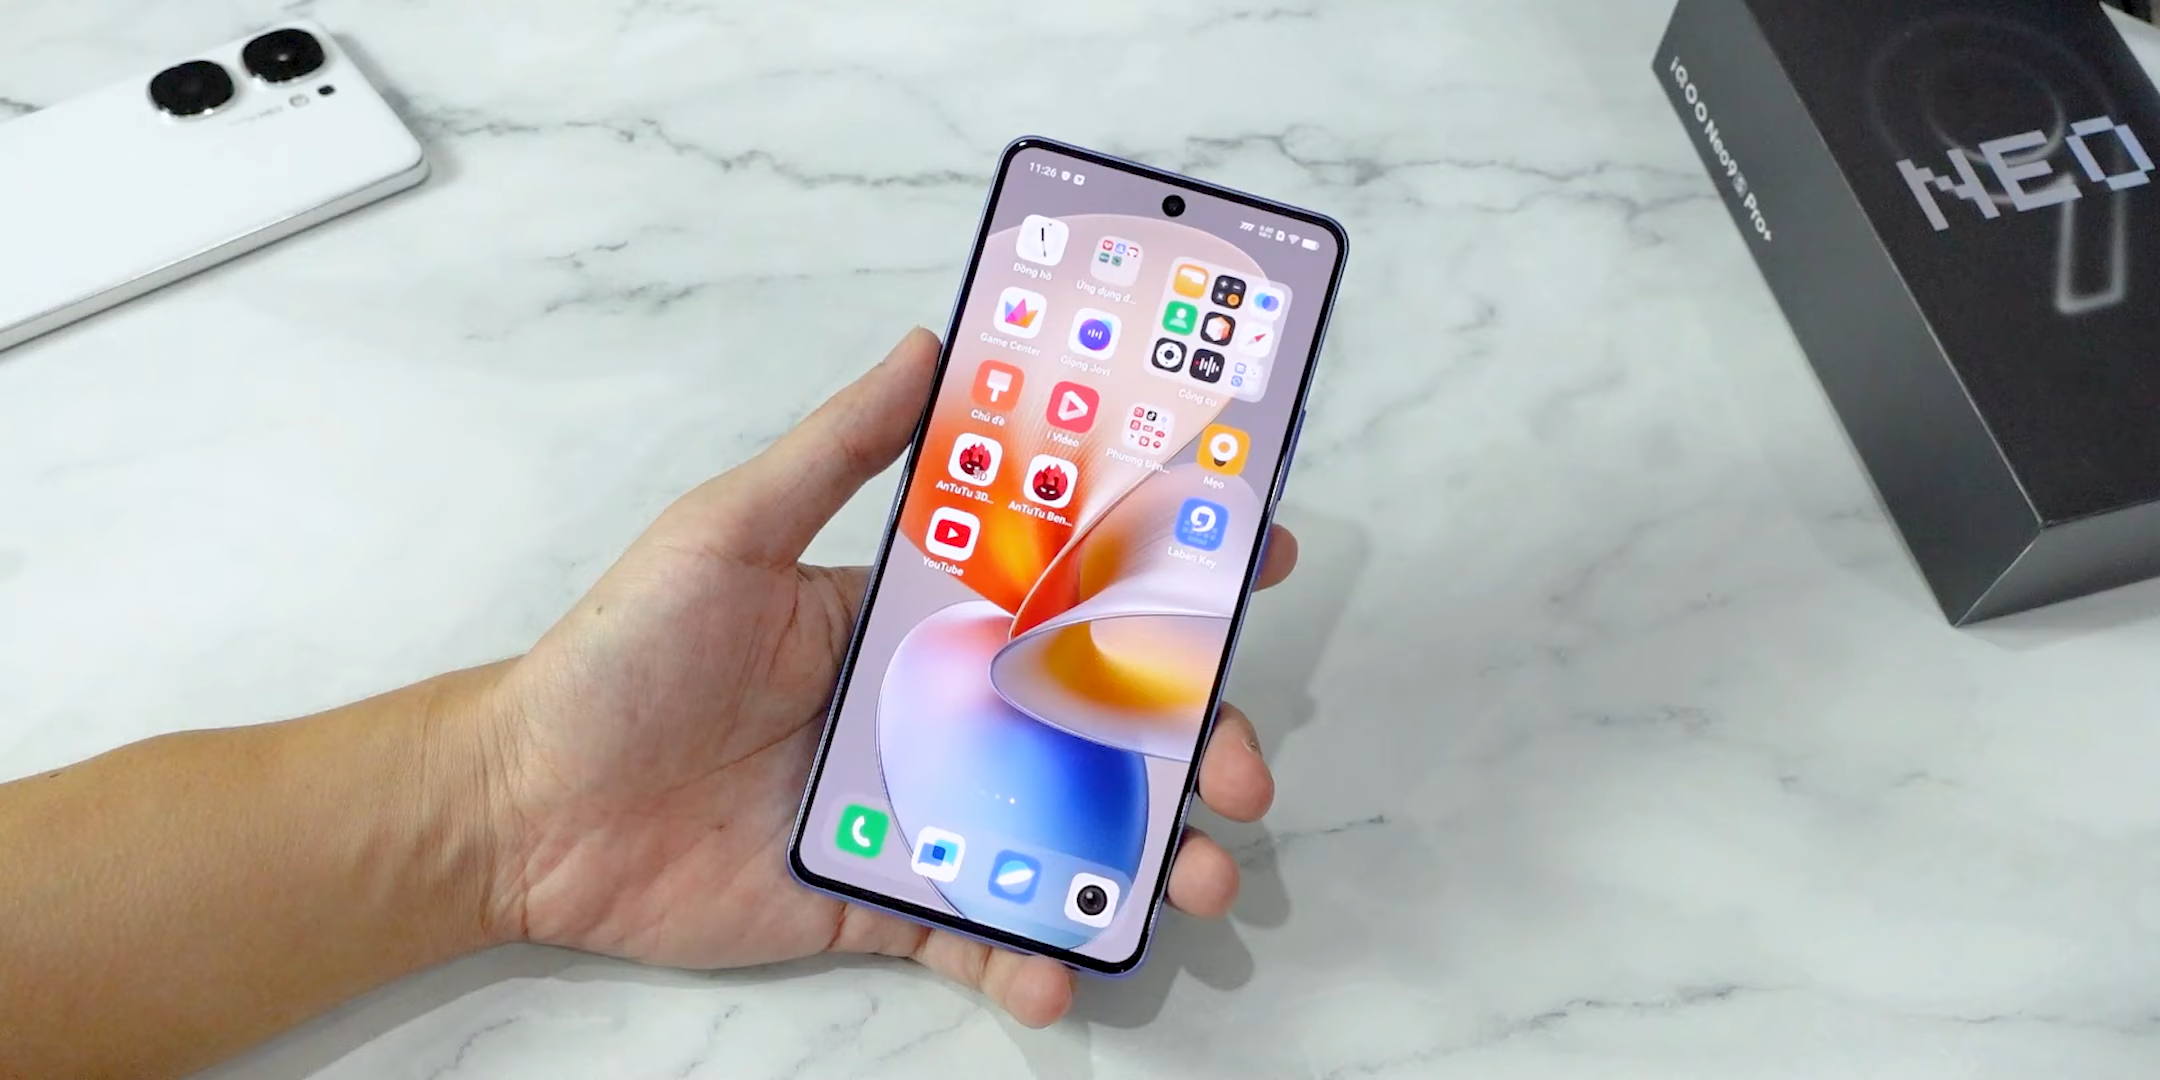 11:26
Đồng hồ
Ứng dụng d...
Game Center
Giọng Jovi
Công cụ
Chủ đề
i Video
Phương tiện...
Mẹo
AnTuTu 3D...
AnTuTu Ben...
Laban Key
YouTube
iQOO Neo9S Pro+
NEO